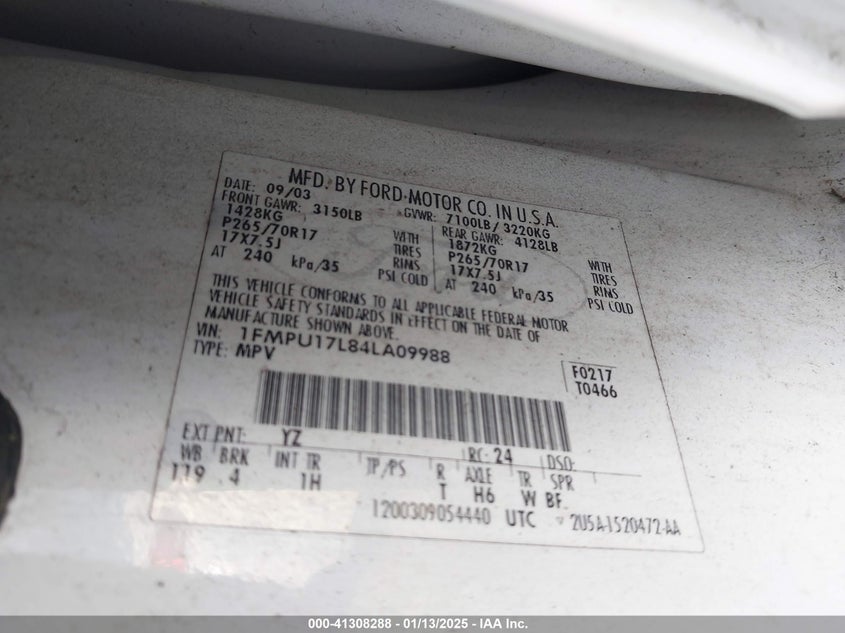 MFD. BY FORD MOTOR CO. IN U.S.A.
DATE: 09/03 GVWR: 7100LB/ 3220KG
FRONT GAWR: 3150LB REAR GAWR: 4128LB
1428KG WITH 1872KG WITH
P265/70R17 TIRES P265/70R17 TIRES
17X7.5J RIMS 17X7.5J RIMS
AT 240 kPa/35 PSI COLD AT 240 kPa/35 PSI COLD
THIS VEHICLE CONFORMS TO ALL APPLICABLE FEDERAL MOTOR
VEHICLE SAFETY STANDARDS IN EFFECT ON THE DATE OF
MANUFACTURE SHOWN ABOVE.
VIN: 1FMPU17L84LA09988
TYPE: MPV
F0217
T0466
EXT PNT: YZ RC: 24 DSO:
WB BRK INT TR TP/PS R AXLE TR SPR
119 4 1H T H6 W BF
1200309054440 UTC 2U5A-1520472-AA
000-41308288 - 01/13/2025 - IAA Inc.